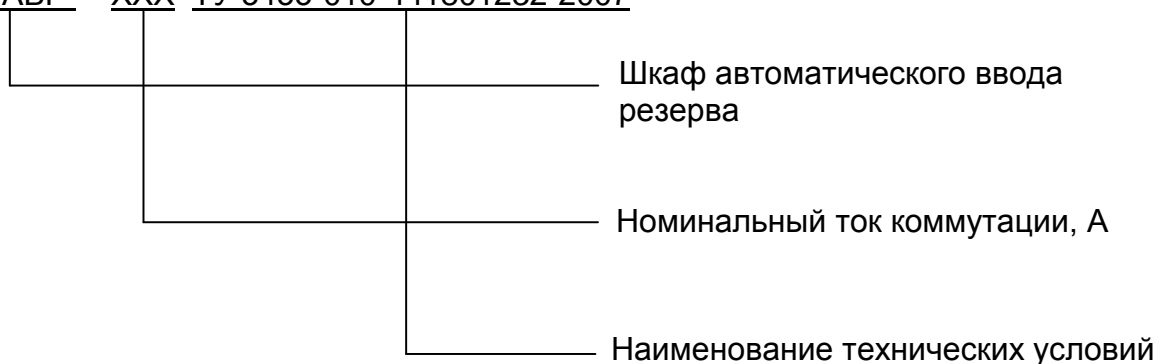 Шкаф автоматического ввода
резерва
Номинальный ток коммутации, А
Наименование технических условий